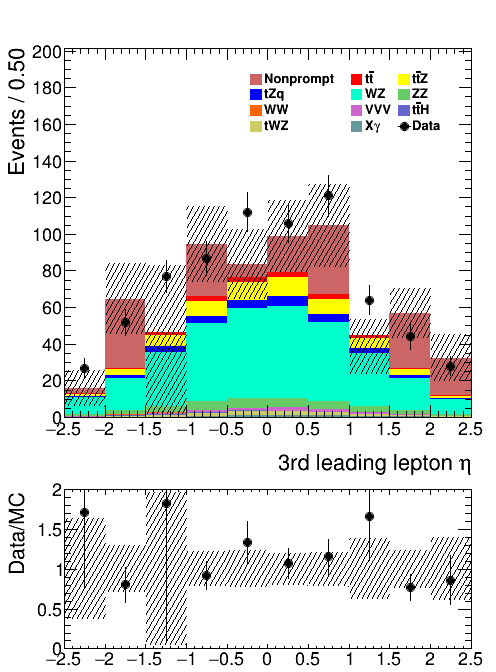 Events / 0.50
200
180
160
140
120
100
80
60
40
20
0
Nonprompt tt̄ tt̄Z
tZq WZ ZZ
WW VVV tt̄H
tWZ Xγ Data
−2.5 −2 −1.5 −1 −0.5 0 0.5 1 1.5 2 2.5
3rd leading lepton η
Data/MC
2
1.5
1
0.5
0
−2.5 −2 −1.5 −1 −0.5 0 0.5 1 1.5 2 2.5